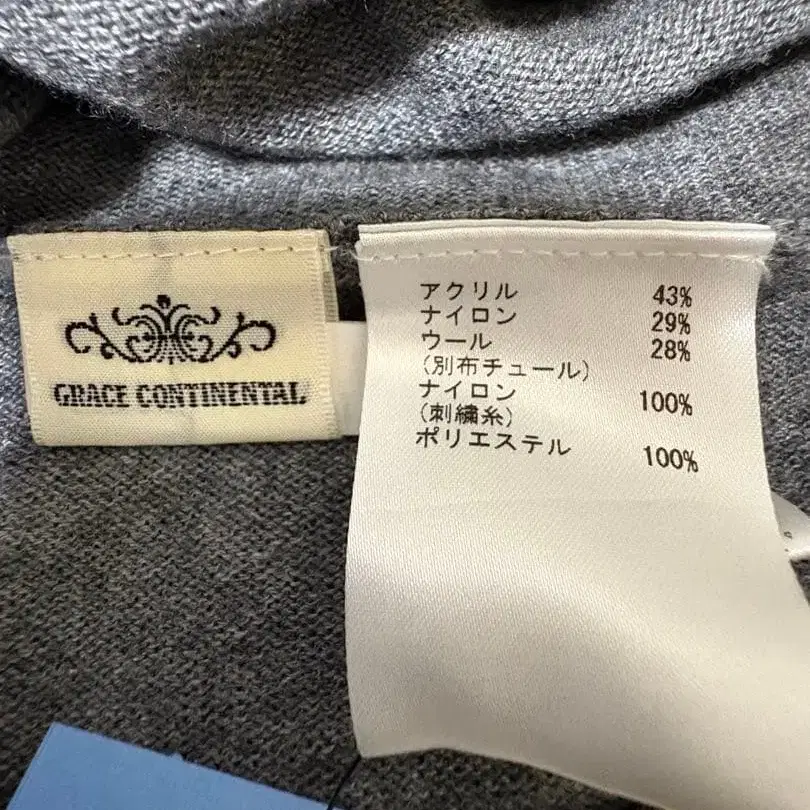 GRACE CONTINENTAL
アクリル 43%
ナイロン 29%
ウール 28%
(別布チュール)
ナイロン 100%
(刺繍糸)
ポリエステル 100%